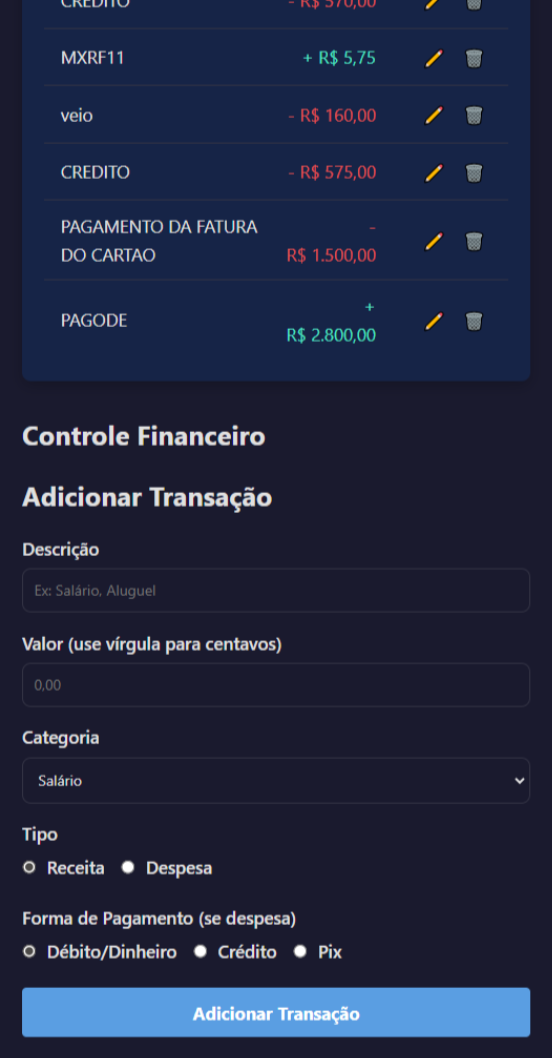 CREDITO - R$ 570,00
MXRF11 + R$ 5,75
veio - R$ 160,00
CREDITO - R$ 575,00
PAGAMENTO DA FATURA -
DO CARTAO R$ 1.500,00
+
PAGODE
R$ 2.800,00
Controle Financeiro
Adicionar Transação
Descrição
Ex: Salário, Aluguel
Valor (use vírgula para centavos)
0,00
Categoria
Salário
Tipo
Receita Despesa
Forma de Pagamento (se despesa)
Débito/Dinheiro Crédito Pix
Adicionar Transação